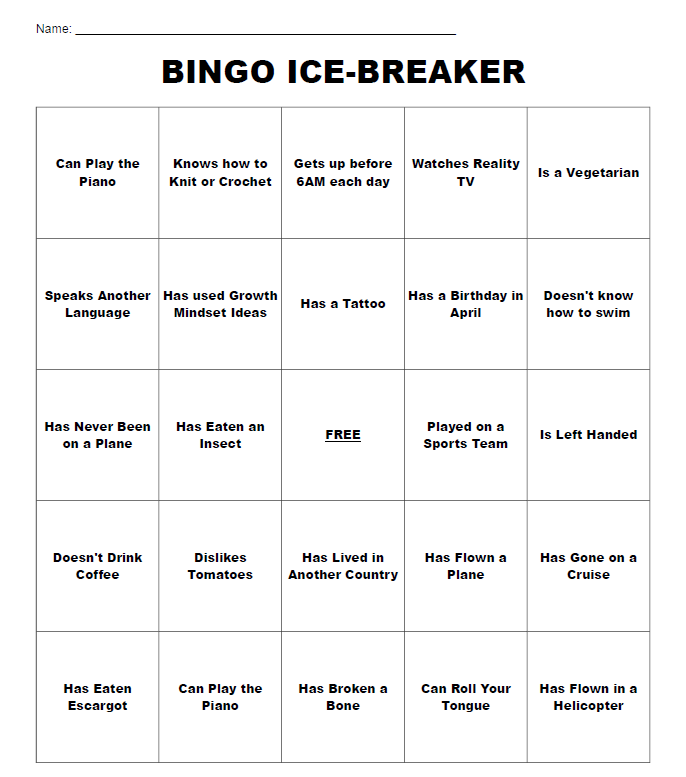 Name:
BINGO ICE-BREAKER
Can Play the
Piano
Knows how to
Knit or Crochet
Gets up before
6AM each day
Watches Reality
TV
Is a Vegetarian
Speaks Another
Language
Has used Growth
Mindset Ideas
Has a Tattoo
Has a Birthday in
April
Doesn't know
how to swim
Has Never Been
on a Plane
Has Eaten an
Insect
FREE
Played on a
Sports Team
Is Left Handed
Doesn't Drink
Coffee
Dislikes
Tomatoes
Has Lived in
Another Country
Has Flown a
Plane
Has Gone on a
Cruise
Has Eaten
Escargot
Can Play the
Piano
Has Broken a
Bone
Can Roll Your
Tongue
Has Flown in a
Helicopter